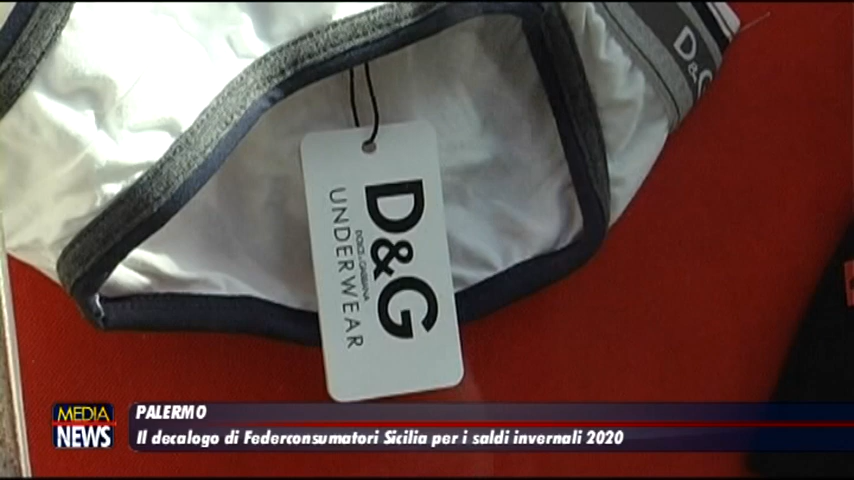 D&G
D&G
DOLCE & GABBANA
UNDERWEAR
MEDIA
NEWS
PALERMO
Il decalogo di Federconsumatori Sicilia per i saldi invernali 2020